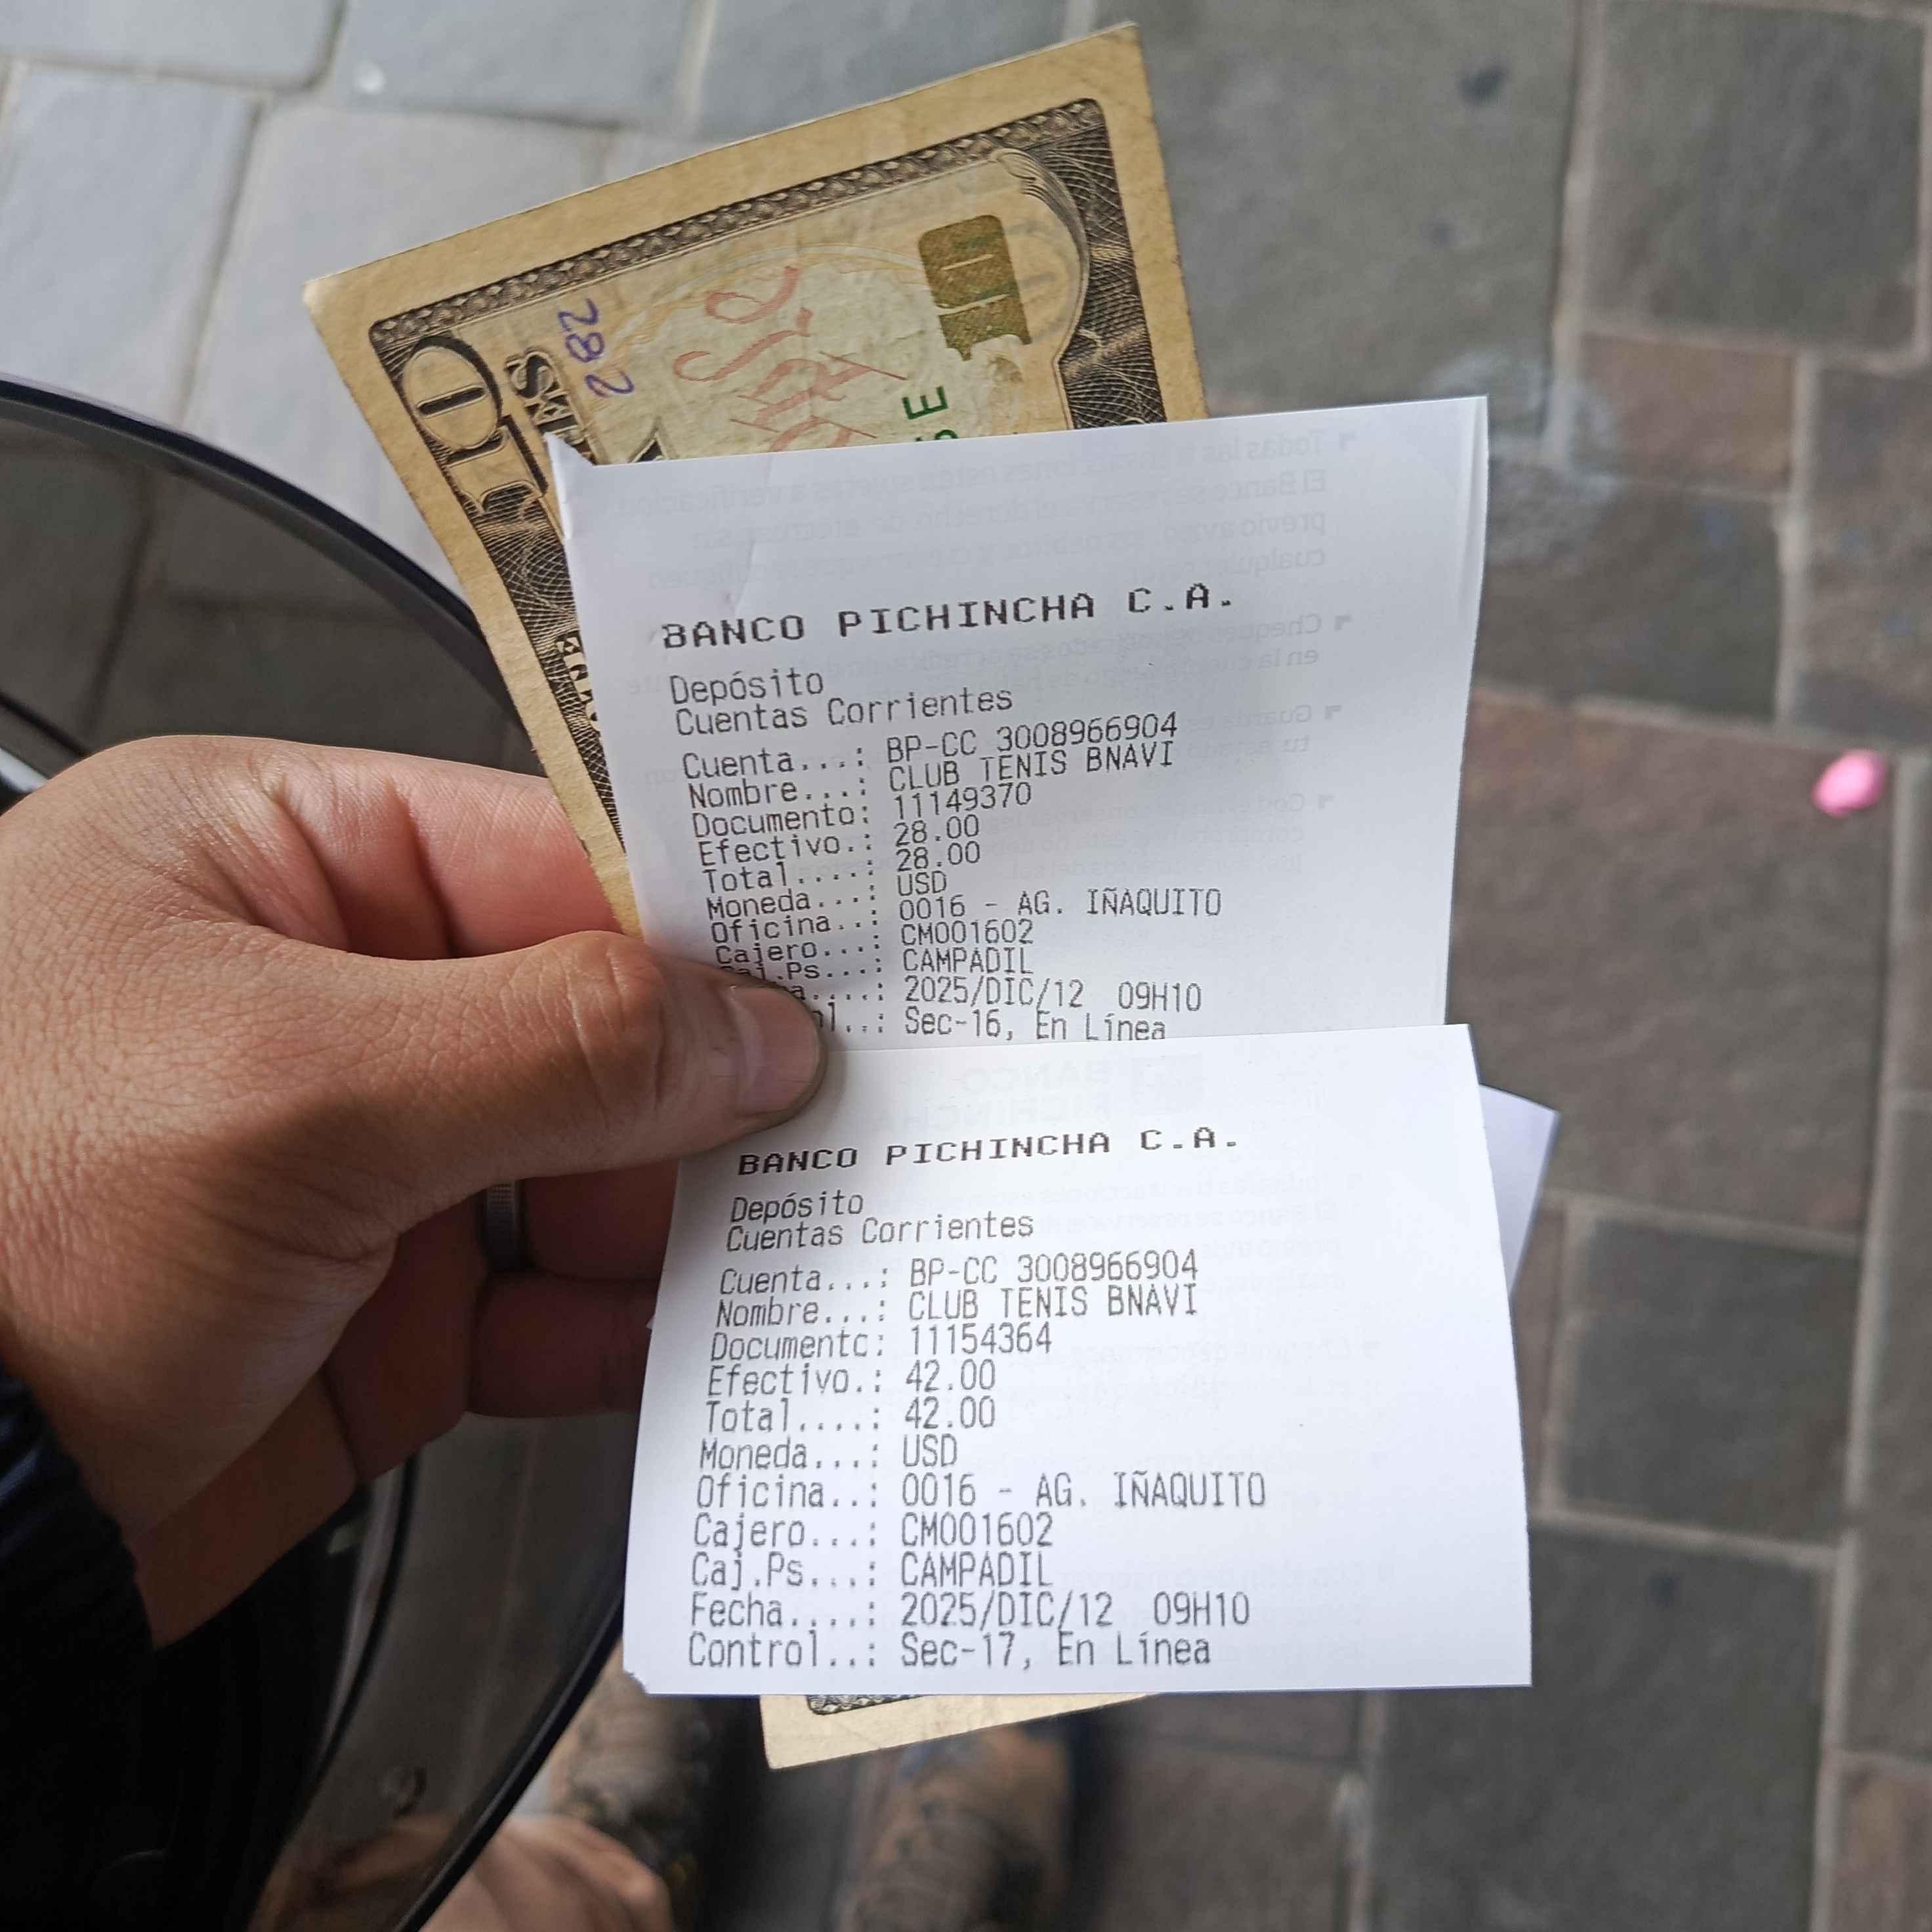 282
BANCO PICHINCHA C.A.
Depósito
Cuentas Corrientes
Cuenta...: BP-CC 3008966904
Nombre...: CLUB TENIS BNAVI
Documento: 11149370
Efectivo.: 28.00
Total....: 28.00
Moneda...: USD
Oficina..: 0016 - AG. IÑAQUITO
Cajero...: CM001602
Caj.Ps...: CAMPADIL
....: 2025/DIC/12 09H10
..: Sec-16, En Línea
BANCO PICHINCHA C.A.
Depósito
Cuentas Corrientes
Cuenta...: BP-CC 3008966904
Nombre...: CLUB TENIS BNAVI
Documento: 11154364
Efectivo.: 42.00
Total....: 42.00
Moneda...: USD
Oficina..: 0016 - AG. IÑAQUITO
Cajero...: CM001602
Caj.Ps...: CAMPADIL
Fecha....: 2025/DIC/12 09H10
Control..: Sec-17, En Línea